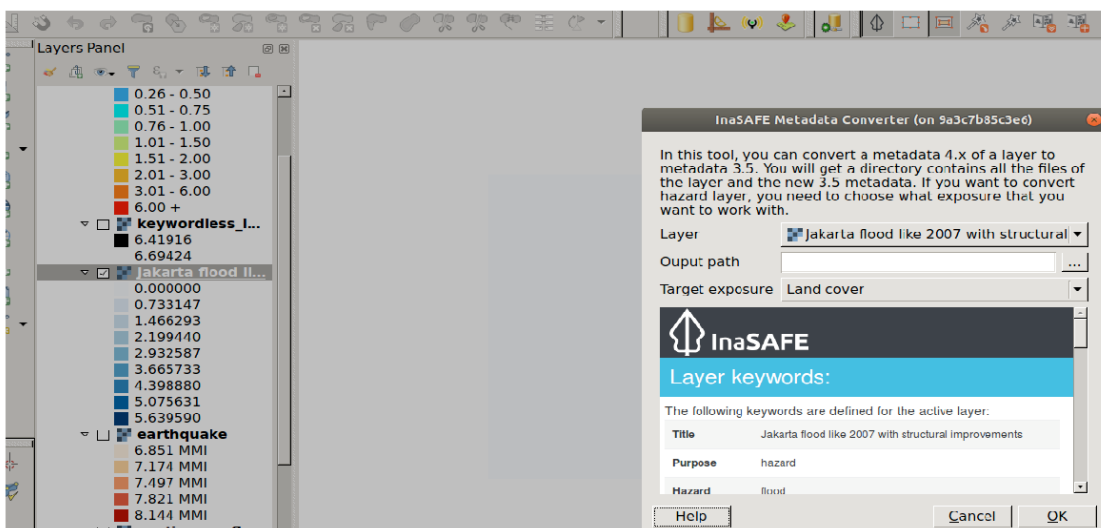 Layers Panel
0.26 - 0.50
0.51 - 0.75
0.76 - 1.00
1.01 - 1.50
1.51 - 2.00
2.01 - 3.00
3.01 - 6.00
6.00 +
keywordless_l...
6.41916
6.69424
Jakarta flood li...
0.000000
0.733147
1.466293
2.199440
2.932587
3.665733
4.398880
5.075631
5.639590
earthquake
6.851 MMI
7.174 MMI
7.497 MMI
7.821 MMI
8.144 MMI
InaSAFE Metadata Converter (on 9a3c7b85c3e6)
In this tool, you can convert a metadata 4.x of a layer to
metadata 3.5. You will get a directory contains all the files of
the layer and the new 3.5 metadata. If you want to convert
hazard layer, you need to choose what exposure that you
want to work with.
Layer Jakarta flood like 2007 with structural
Ouput path ...
Target exposure Land cover
InaSAFE
Layer keywords:
The following keywords are defined for the active layer:
Title Jakarta flood like 2007 with structural improvements
Purpose hazard
Hazard flood
Help Cancel OK